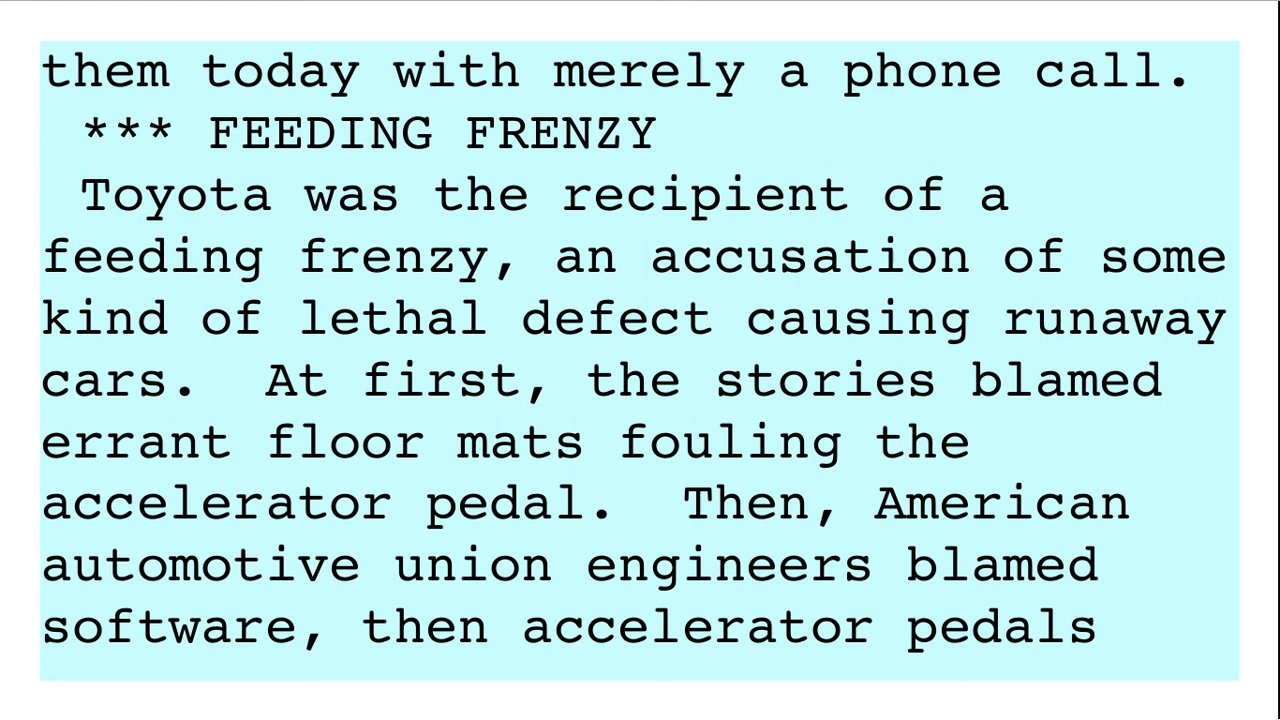 them today with merely a phone call.
*** FEEDING FRENZY
Toyota was the recipient of a
feeding frenzy, an accusation of some
kind of lethal defect causing runaway
cars.  At first, the stories blamed
errant floor mats fouling the
accelerator pedal.  Then, American
automotive union engineers blamed
software, then accelerator pedals